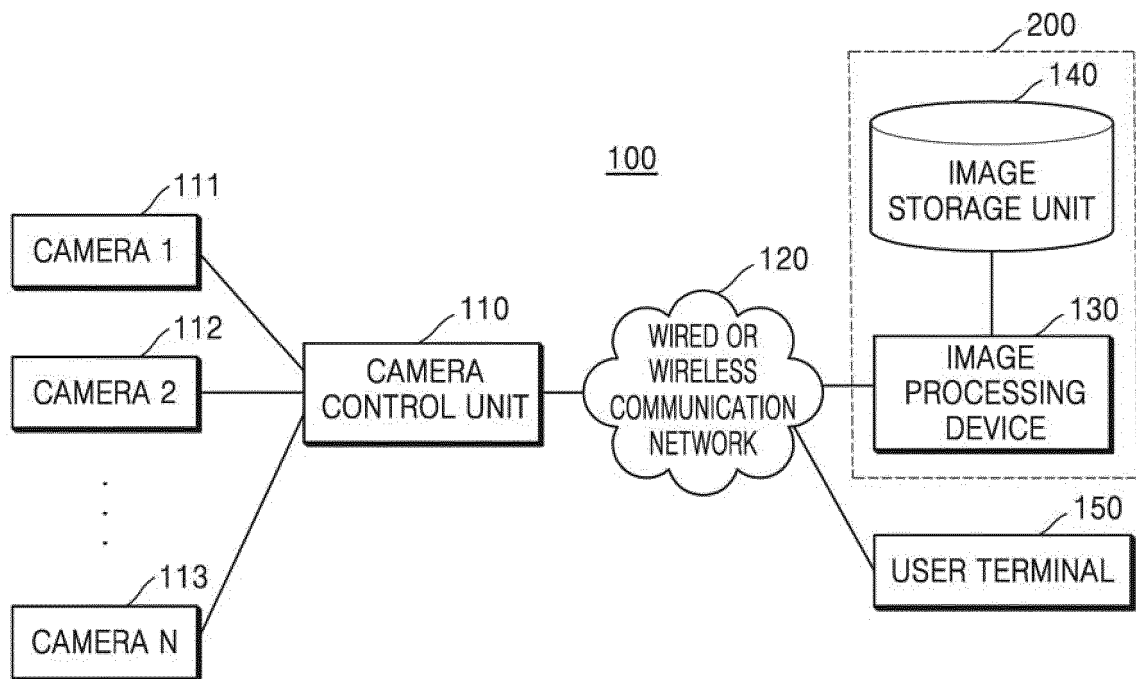 200
140
IMAGE
STORAGE UNIT
100
111
CAMERA 1
120
112
110
130
CAMERA 2
CAMERA
CONTROL UNIT
WIRED OR
WIRELESS
COMMUNICATION
NETWORK
IMAGE
PROCESSING
DEVICE
150
113
USER TERMINAL
CAMERA N